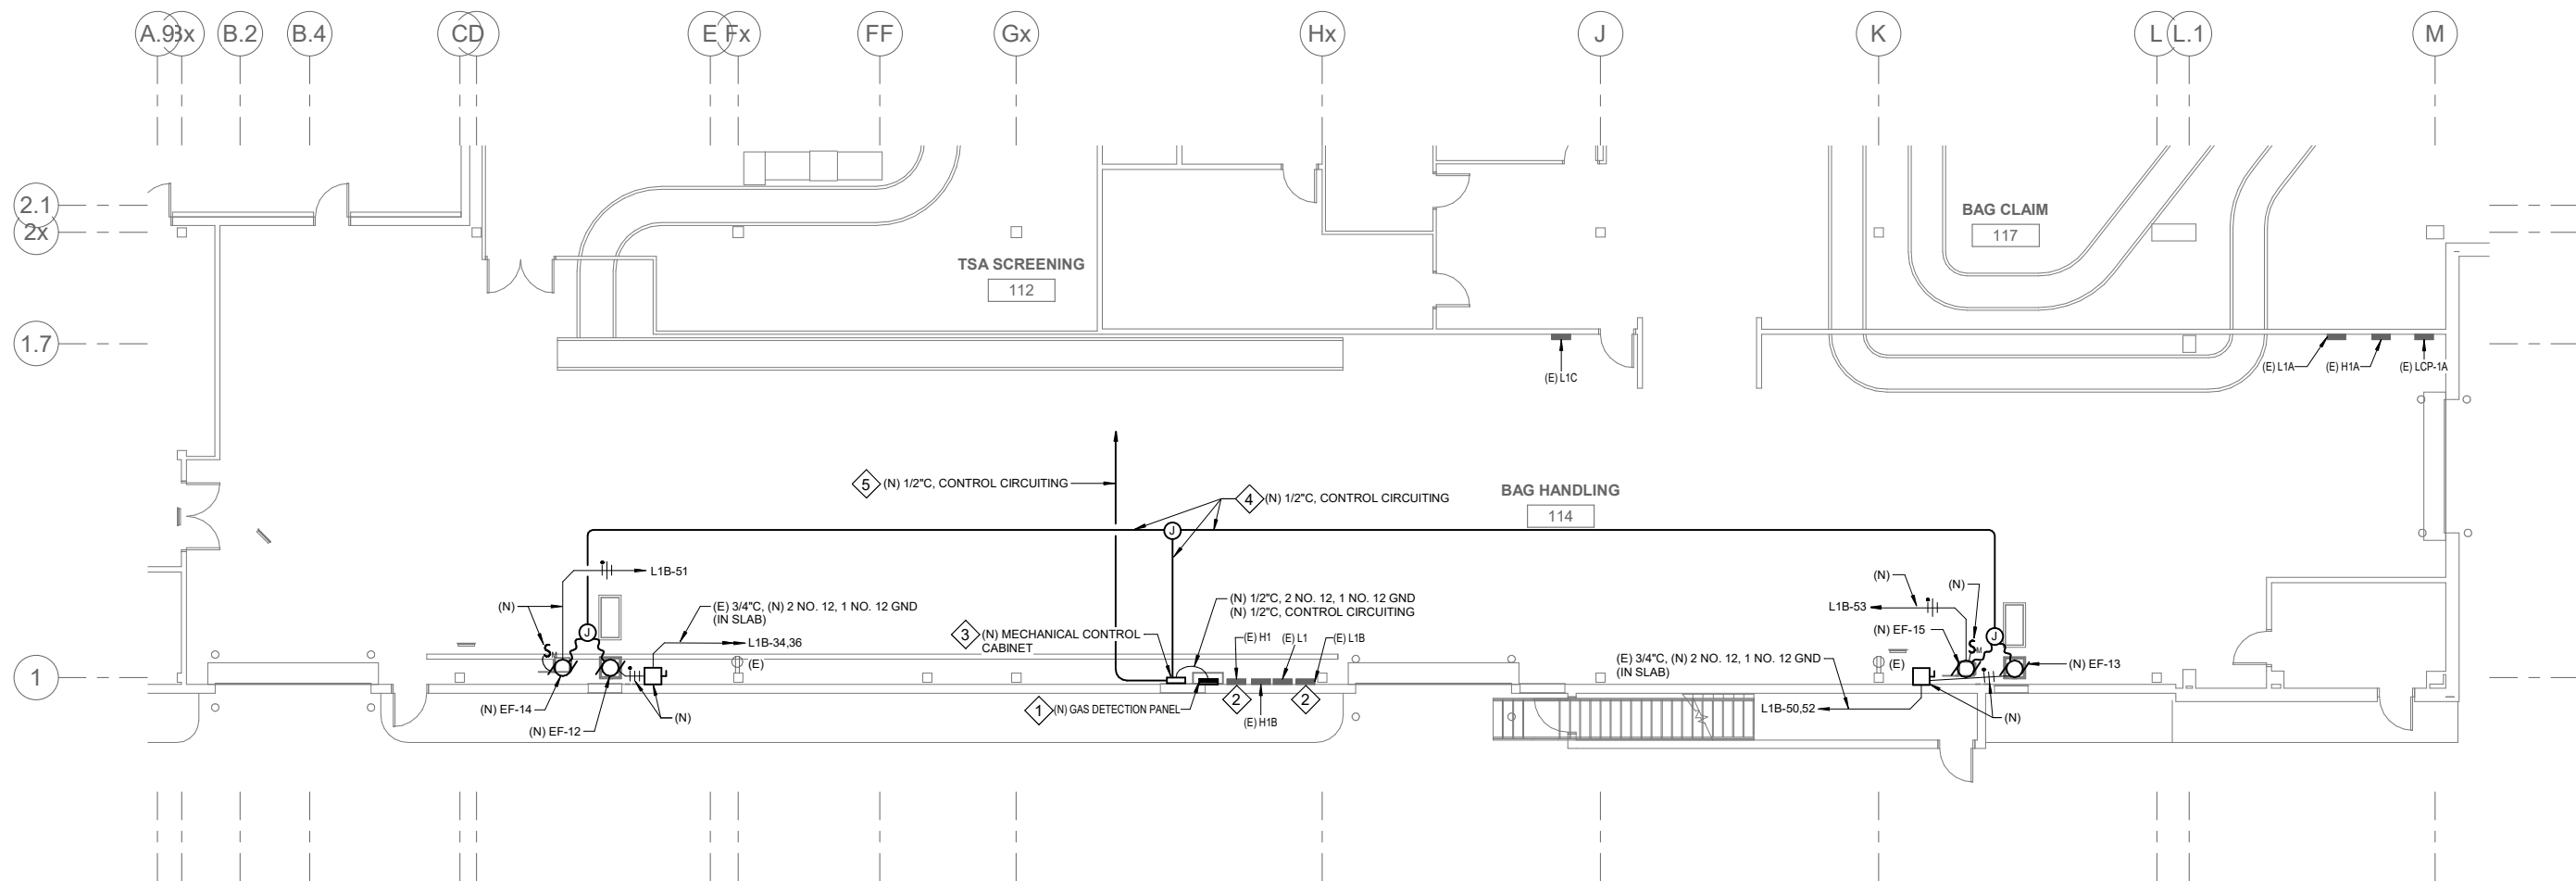 A.9
Bx
B.2
B.4
C
D
E
Fx
FF
Gx
Hx
J
K
L
L.1
M
2.1
2x
1.7
1
BAG CLAIM
117
TSA SCREENING
112
(E) L1C
(E) L1A
(E) H1A
(E) LCP-1A
5
(N) 1/2"C, CONTROL CIRCUITING
4
(N) 1/2"C, CONTROL CIRCUITING
BAG HANDLING
114
J
L1B-51
(N)
(E) 3/4"C, (N) 2 NO. 12, 1 NO. 12 GND
(IN SLAB)
L1B-34,36
J
S
M
(E)
(N) EF-14
(N) EF-12
(N)
3
(N) MECHANICAL CONTROL
CABINET
(N) 1/2"C, 2 NO. 12, 1 NO. 12 GND
(N) 1/2"C, CONTROL CIRCUITING
(E) H1
(E) L1
(E) L1B
1
(N) GAS DETECTION PANEL
2
(E) H1B
2
(N)
(N)
L1B-53
(N) EF-15
S
M
J
(E) 3/4"C, (N) 2 NO. 12, 1 NO. 12 GND
(IN SLAB)
(E)
(N) EF-13
L1B-50,52
(N)